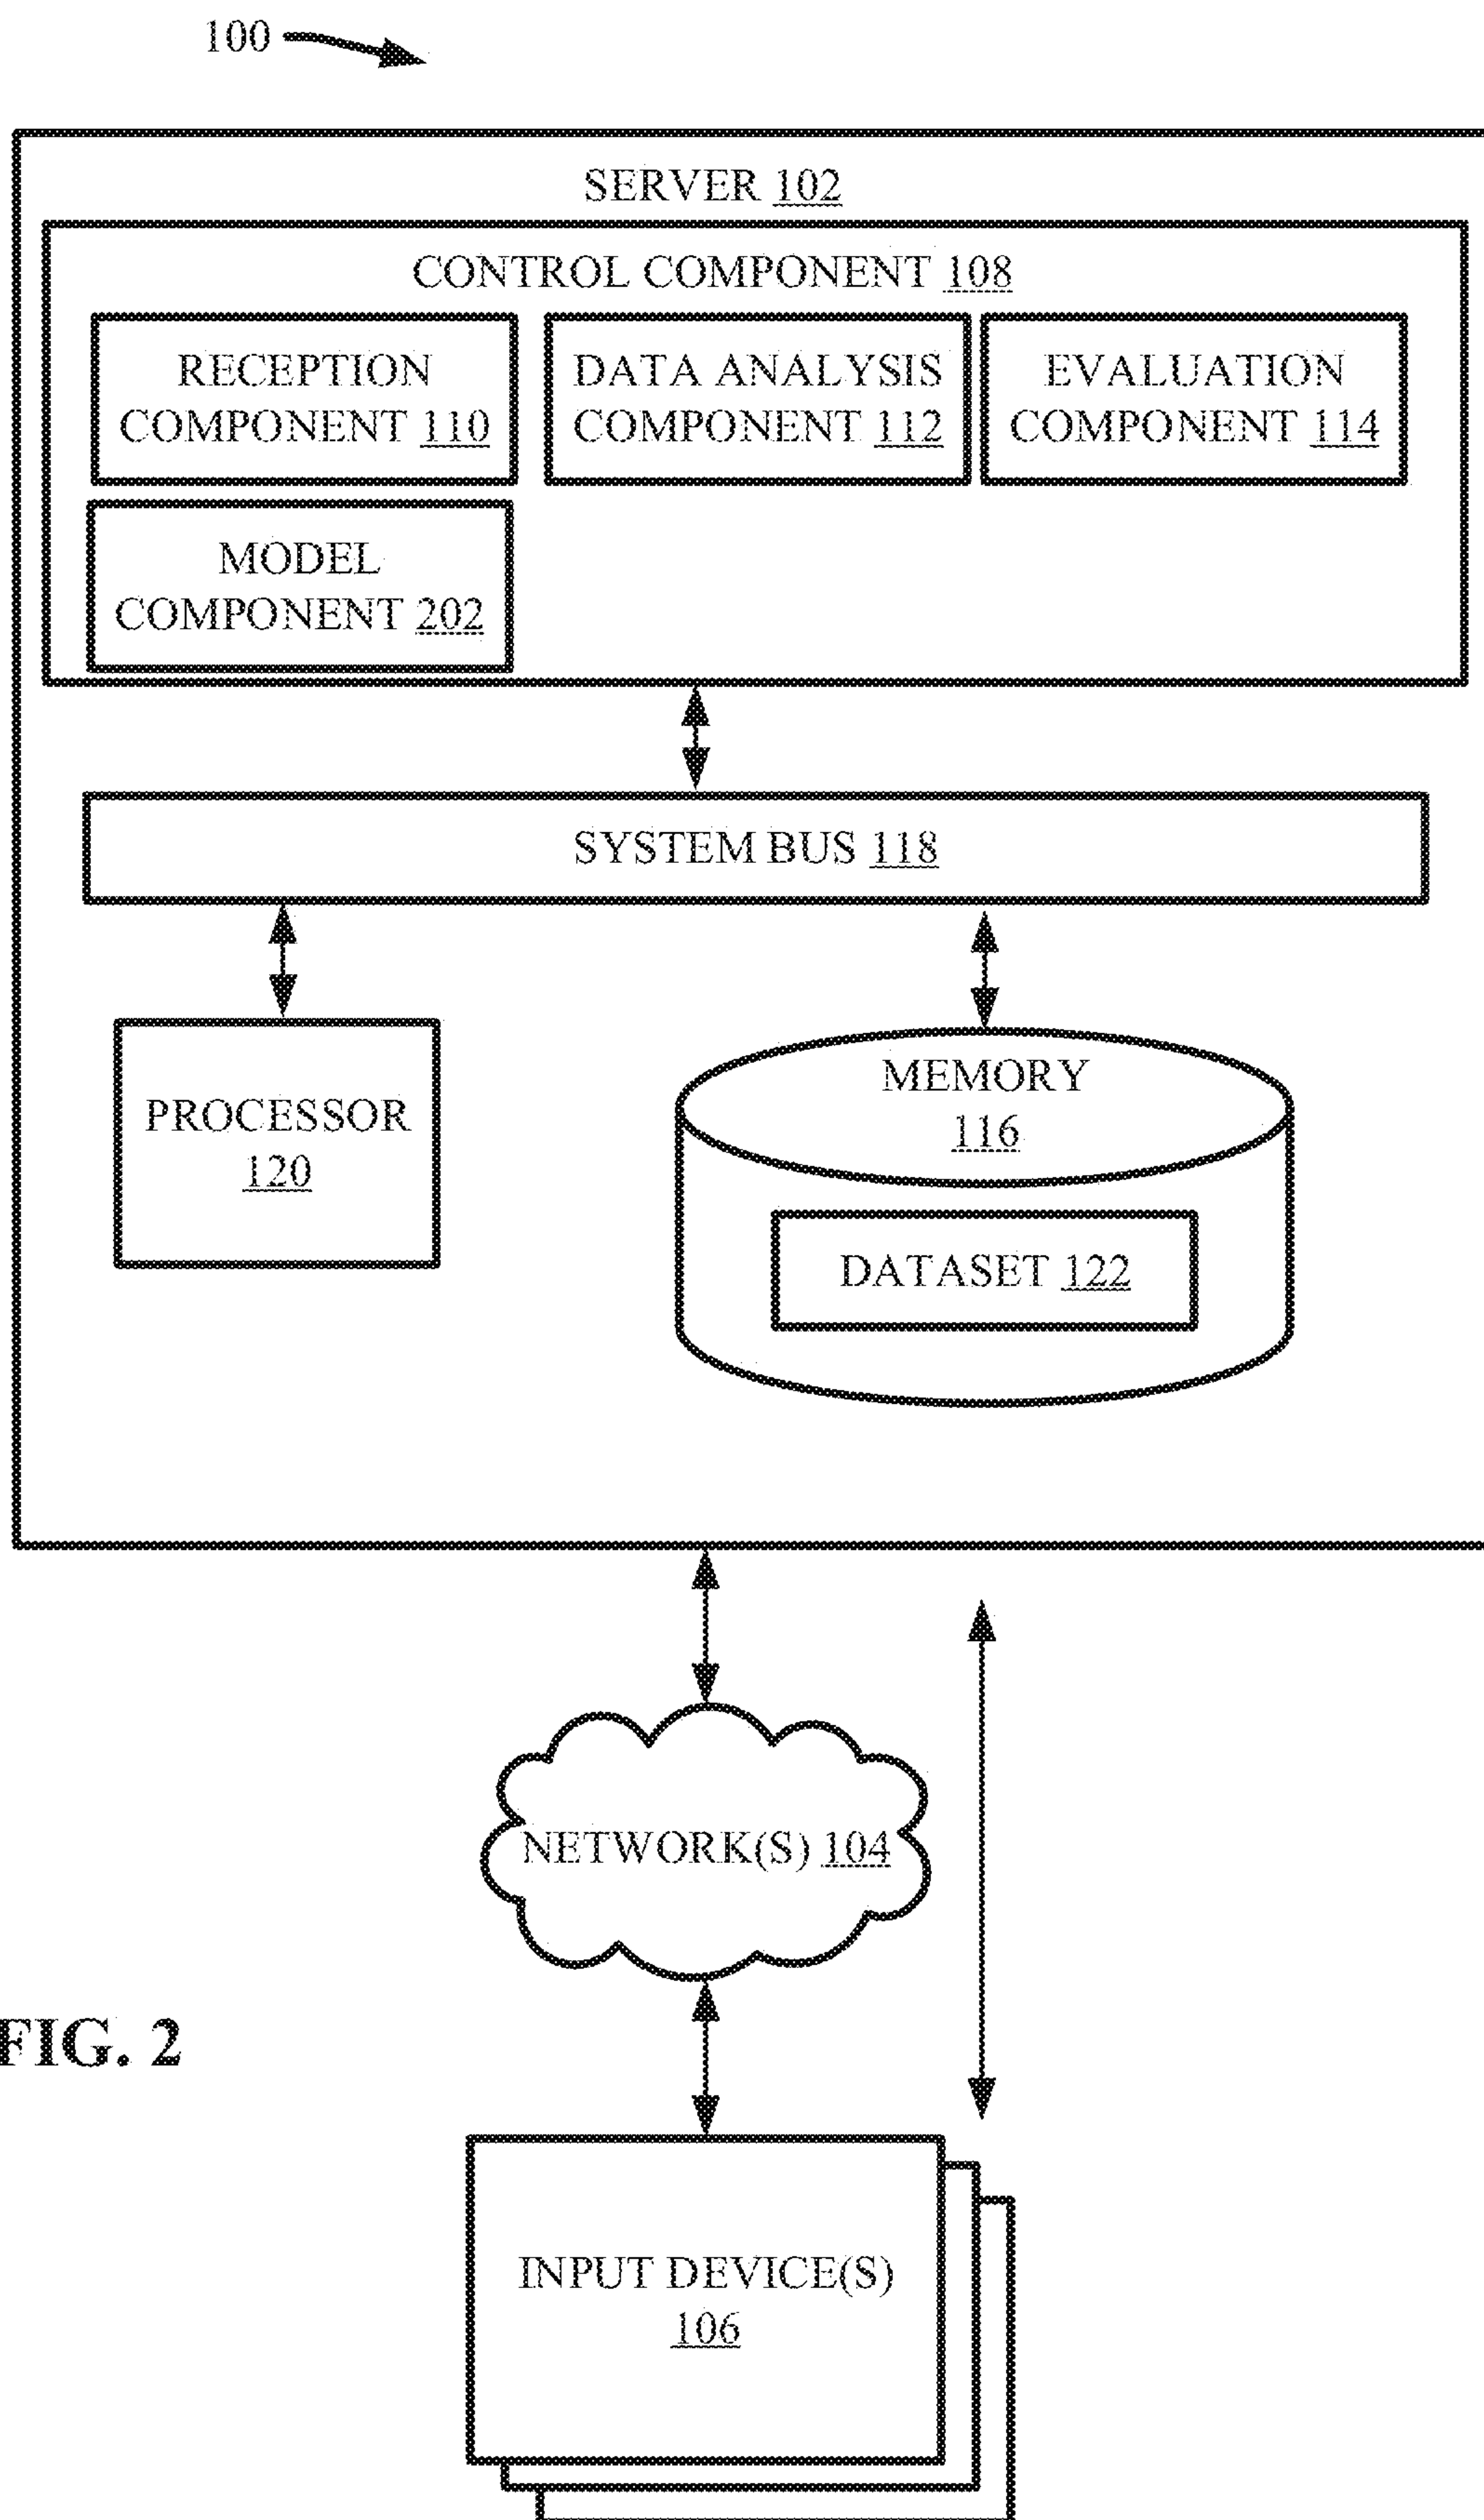 100
SERVER 102
CONTROL COMPONENT 108
RECEPTION
COMPONENT 110
DATA ANALYSIS
COMPONENT 112
EVALUATION
COMPONENT 114
MODEL
COMPONENT 202
SYSTEM BUS 118
PROCESSOR
120
MEMORY
116
DATASET 122
NETWORK(S) 104
FIG. 2
INPUT DEVICE(S)
106